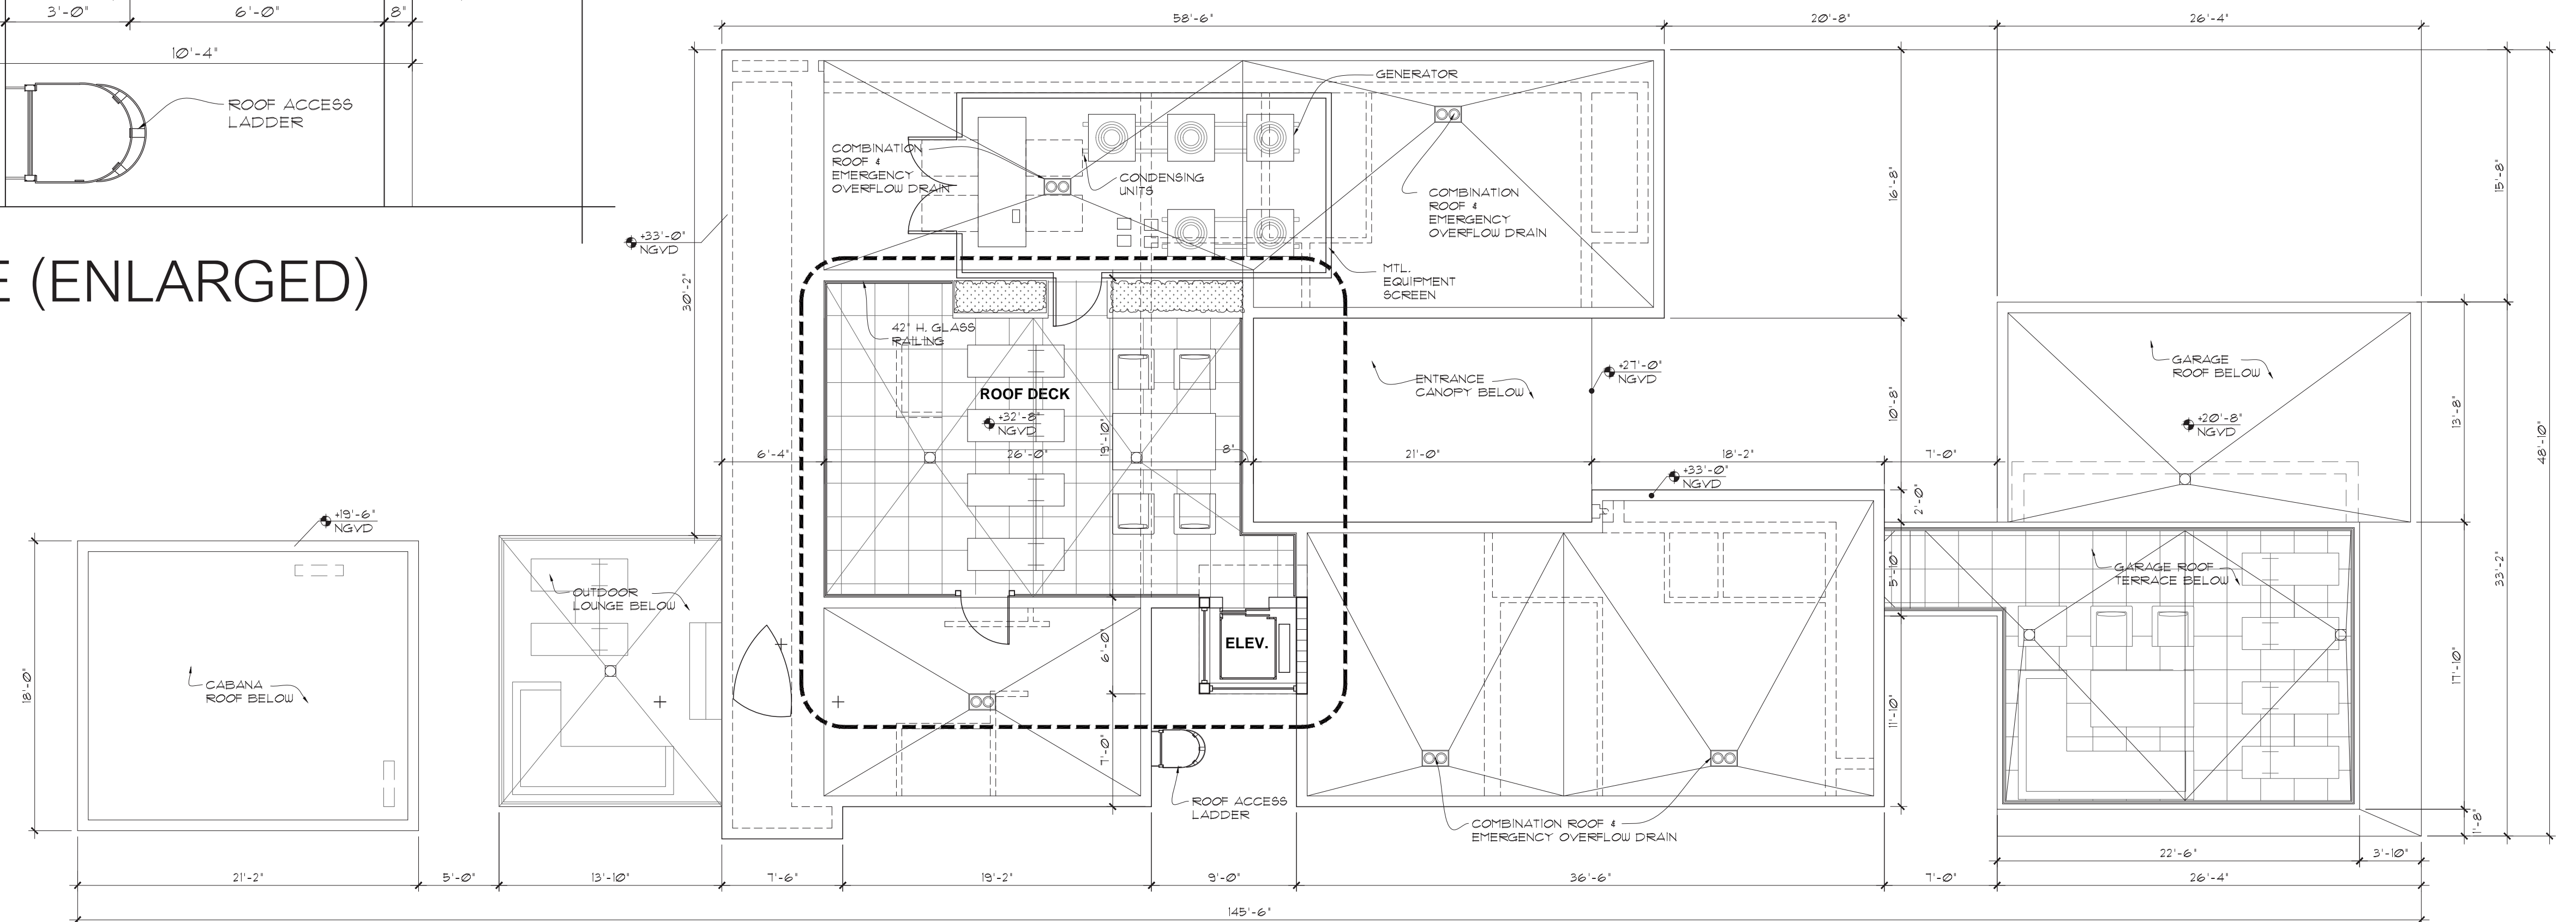 3'-0" 6'-0" 8"
10'-4"
ROOF ACCESS
LADDER
E (ENLARGED)
58'-6" 20'-8" 26'-4"
GENERATOR
COMBINATION
ROOF &
EMERGENCY
OVERFLOW DRAIN
CONDENSING
UNITS
COMBINATION
ROOF &
EMERGENCY
OVERFLOW DRAIN
MTL.
EQUIPMENT
SCREEN
+33'-0"
NGVD
30'-2"
16'-8"
15'-8"
42" H. GLASS
RAILING
ROOF DECK
+32'-8"
NGVD
19'-10"
ENTRANCE
CANOPY BELOW
+27'-0"
NGVD
10'-8"
GARAGE
ROOF BELOW
+20'-8"
NGVD
13'-8"
48'-10"
6'-4" 26'-0" 8" 21'-0" 18'-2" 7'-0"
+33'-0"
NGVD
2'-0"
+19'-6"
NGVD
OUTDOOR
LOUNGE BELOW
5'-10"
GARAGE ROOF
TERRACE BELOW
33'-2"
ELEV.
6'-0"
18'-0"
CABANA
ROOF BELOW
17'-10"
11'-10"
7'-0"
ROOF ACCESS
LADDER
COMBINATION ROOF &
EMERGENCY OVERFLOW DRAIN
1'-8"
22'-6" 3'-10"
21'-2" 5'-0" 13'-10" 7'-6" 19'-2" 9'-0" 36'-6" 7'-0" 26'-4"
145'-6"